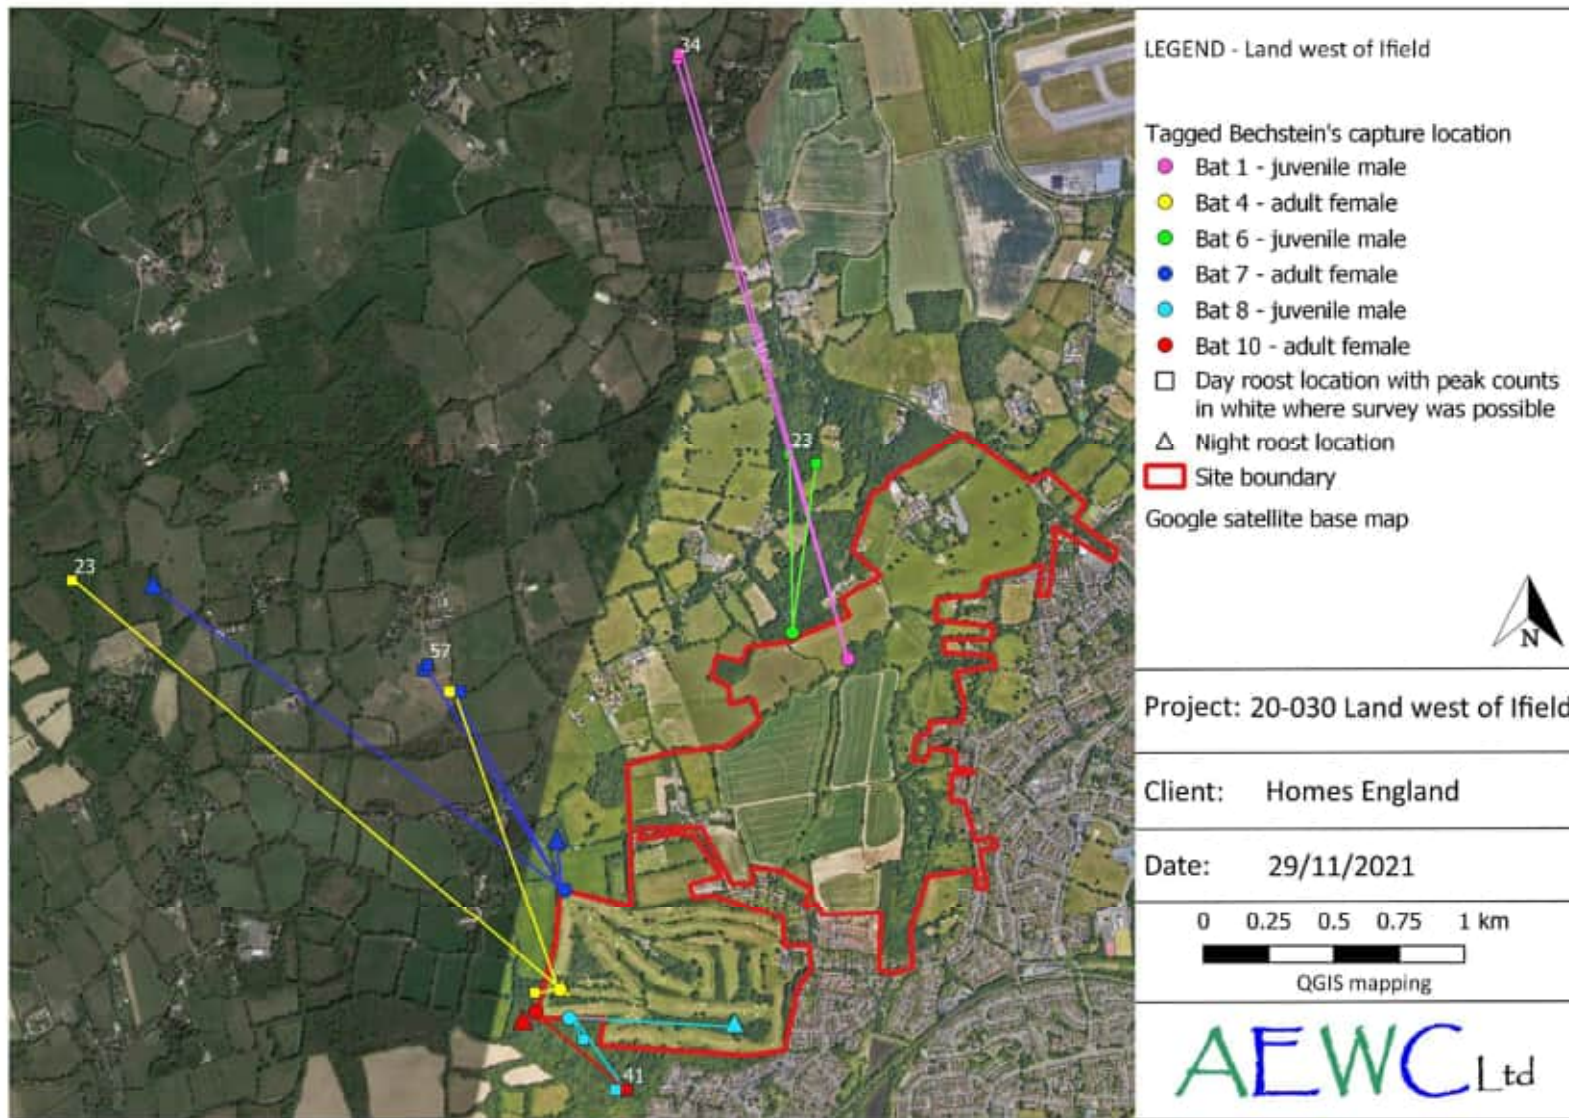 34
23
23
57
41
LEGEND - Land west of Ifield
Tagged Bechstein's capture location
Bat 1 - juvenile male
Bat 4 - adult female
Bat 6 - juvenile male
Bat 7 - adult female
Bat 8 - juvenile male
Bat 10 - adult female
Day roost location with peak counts
in white where survey was possible
Night roost location
Site boundary
Google satellite base map
N
Project: 20-030 Land west of Ifield
Client: Homes England
Date: 29/11/2021
0 0.25 0.5 0.75 1 km
QGIS mapping
AEWC Ltd